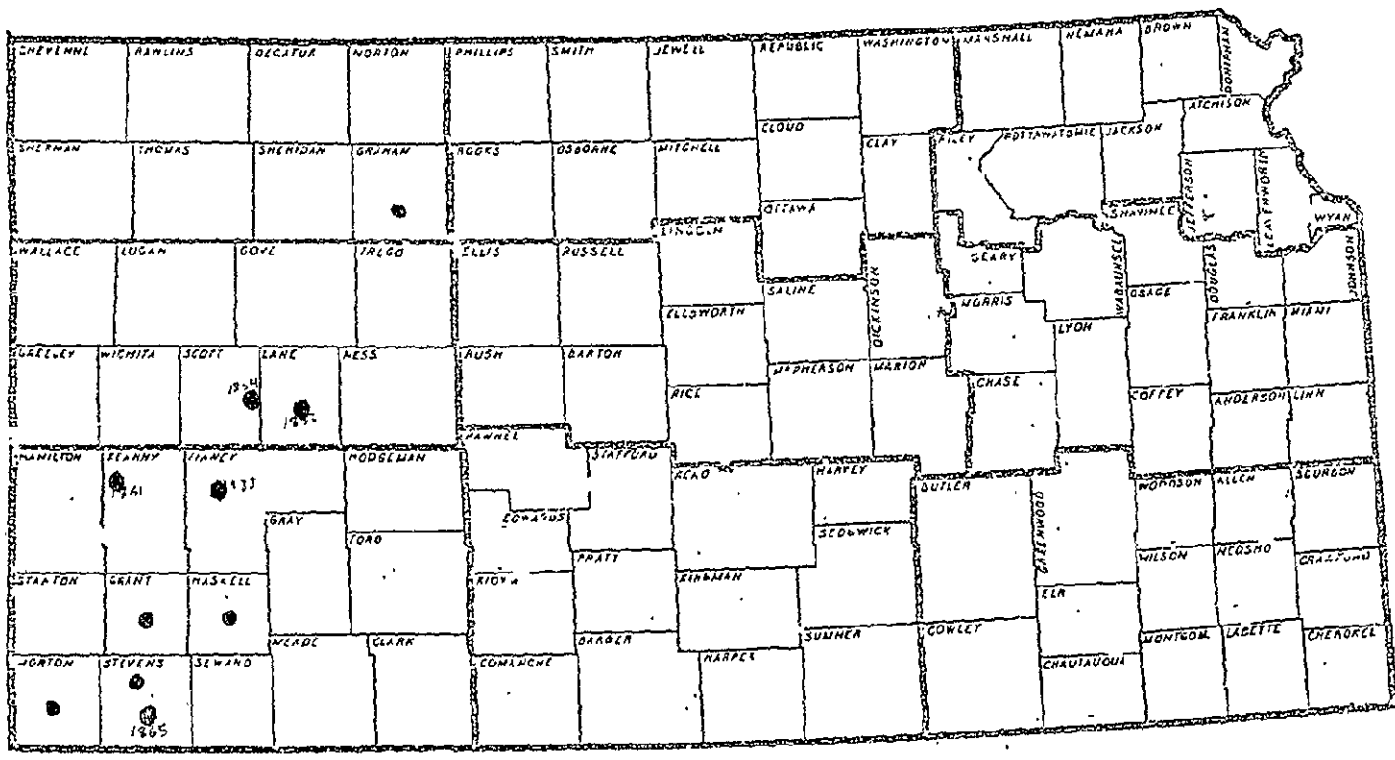 CHEYENNE RAWLINS DECATUR NORTON PHILLIPS SMITH JEWELL REPUBLIC WASHINGTON MARSHALL NEMAHA BROWN DONIPHAN
ATCHISON
CLOUD
SHERMAN THOMAS SHERIDAN GRAHAM ROOKS OSBORNE MITCHELL CLAY RILEY POTTAWATOMIE JACKSON
JEFFERSON LEAVENWORTH
OTTAWA SHAWNEE WYAN
LINCOLN
WALLACE LOGAN GOVE TREGO ELLIS RUSSELL DICKINSON GEARY WABAUNSEE DOUGLAS JOHNSON
SALINE MORRIS OSAGE
ELLSWORTH LYON FRANKLIN MIAMI
GREELEY WICHITA SCOTT LANE NESS RUSH BARTON McPHERSON MARION CHASE
RICE COFFEY ANDERSON LINN
PAWNEE
HAMILTON KEARNY FINNEY HODGEMAN STAFFORD RENO HARVEY BUTLER GREENWOOD WOODSON ALLEN BOURBON
GRAY EDWARDS
FORD SEDGWICK
PRATT WILSON NEOSHO CRAWFORD
STANTON GRANT HASKELL KIOWA KINGMAN
ELK
MEADE CLARK BARBER SUMNER COWLEY MONTGOM LABETTE CHEROKEE
MORTON STEVENS SEWARD COMANCHE HARPER CHAUTAUQUA
1865